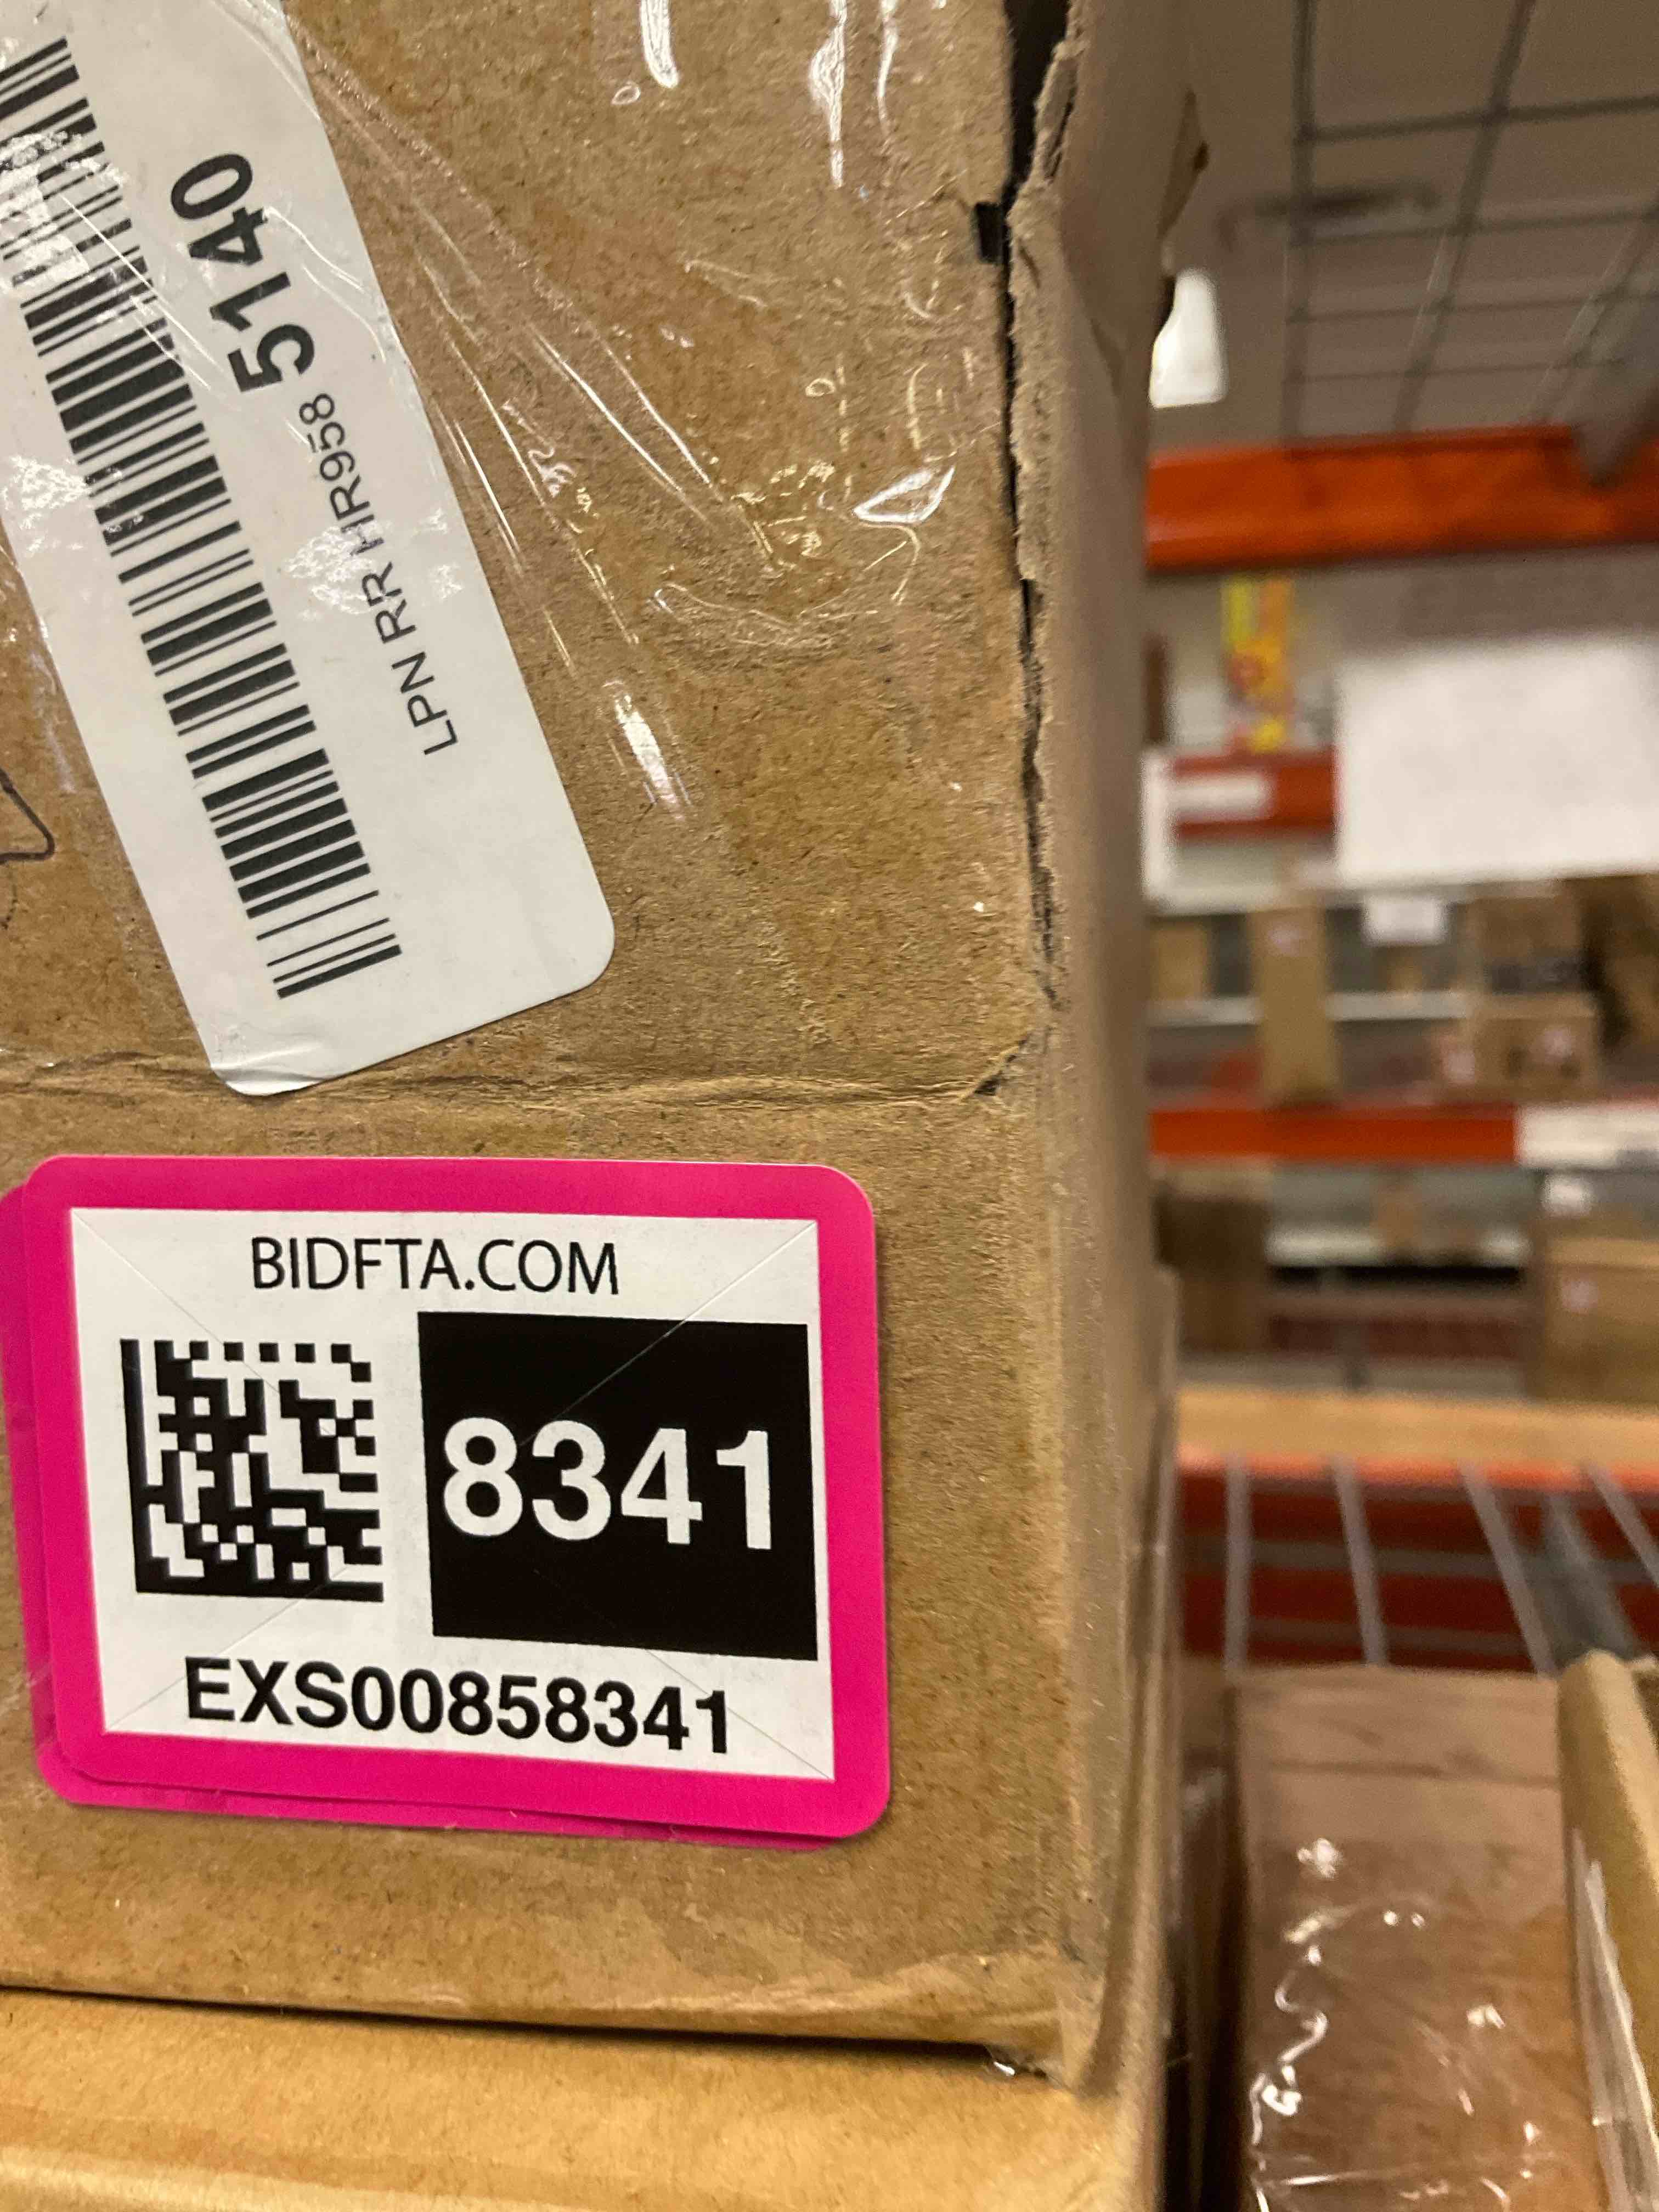 5140
LPN RR HR958
BIDFTA.COM
8341
EXS00858341